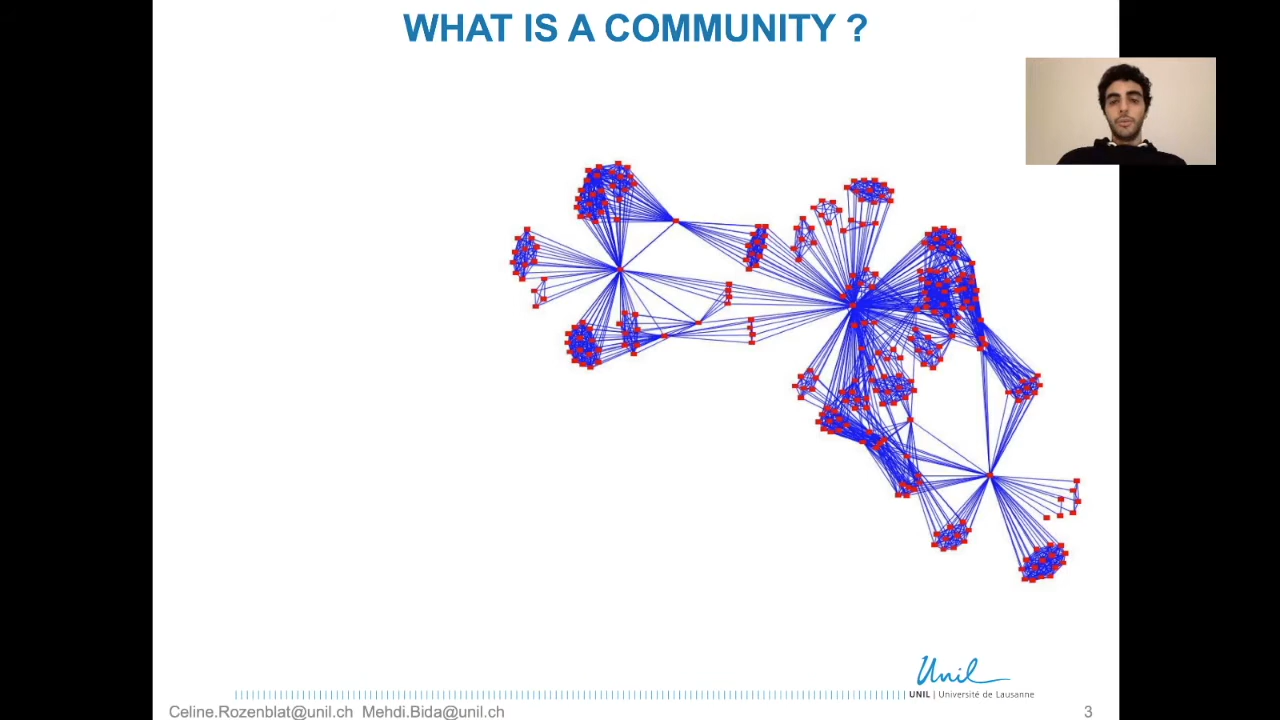 WHAT IS A COMMUNITY ?
Unil
UNIL | Université de Lausanne
Celine.Rozenblat@unil.ch Mehdi.Bida@unil.ch
3